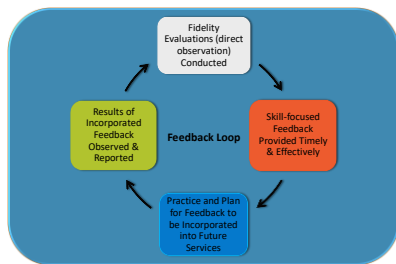 Fidelity
Evaluations (direct
observation)
Conducted
Results of
Incorporated
Feedback
Observed &
Reported
Feedback Loop
Skill-focused
Feedback
Provided Timely
& Effectively
Practice and Plan
for Feedback to
be Incorporated
into Future
Services